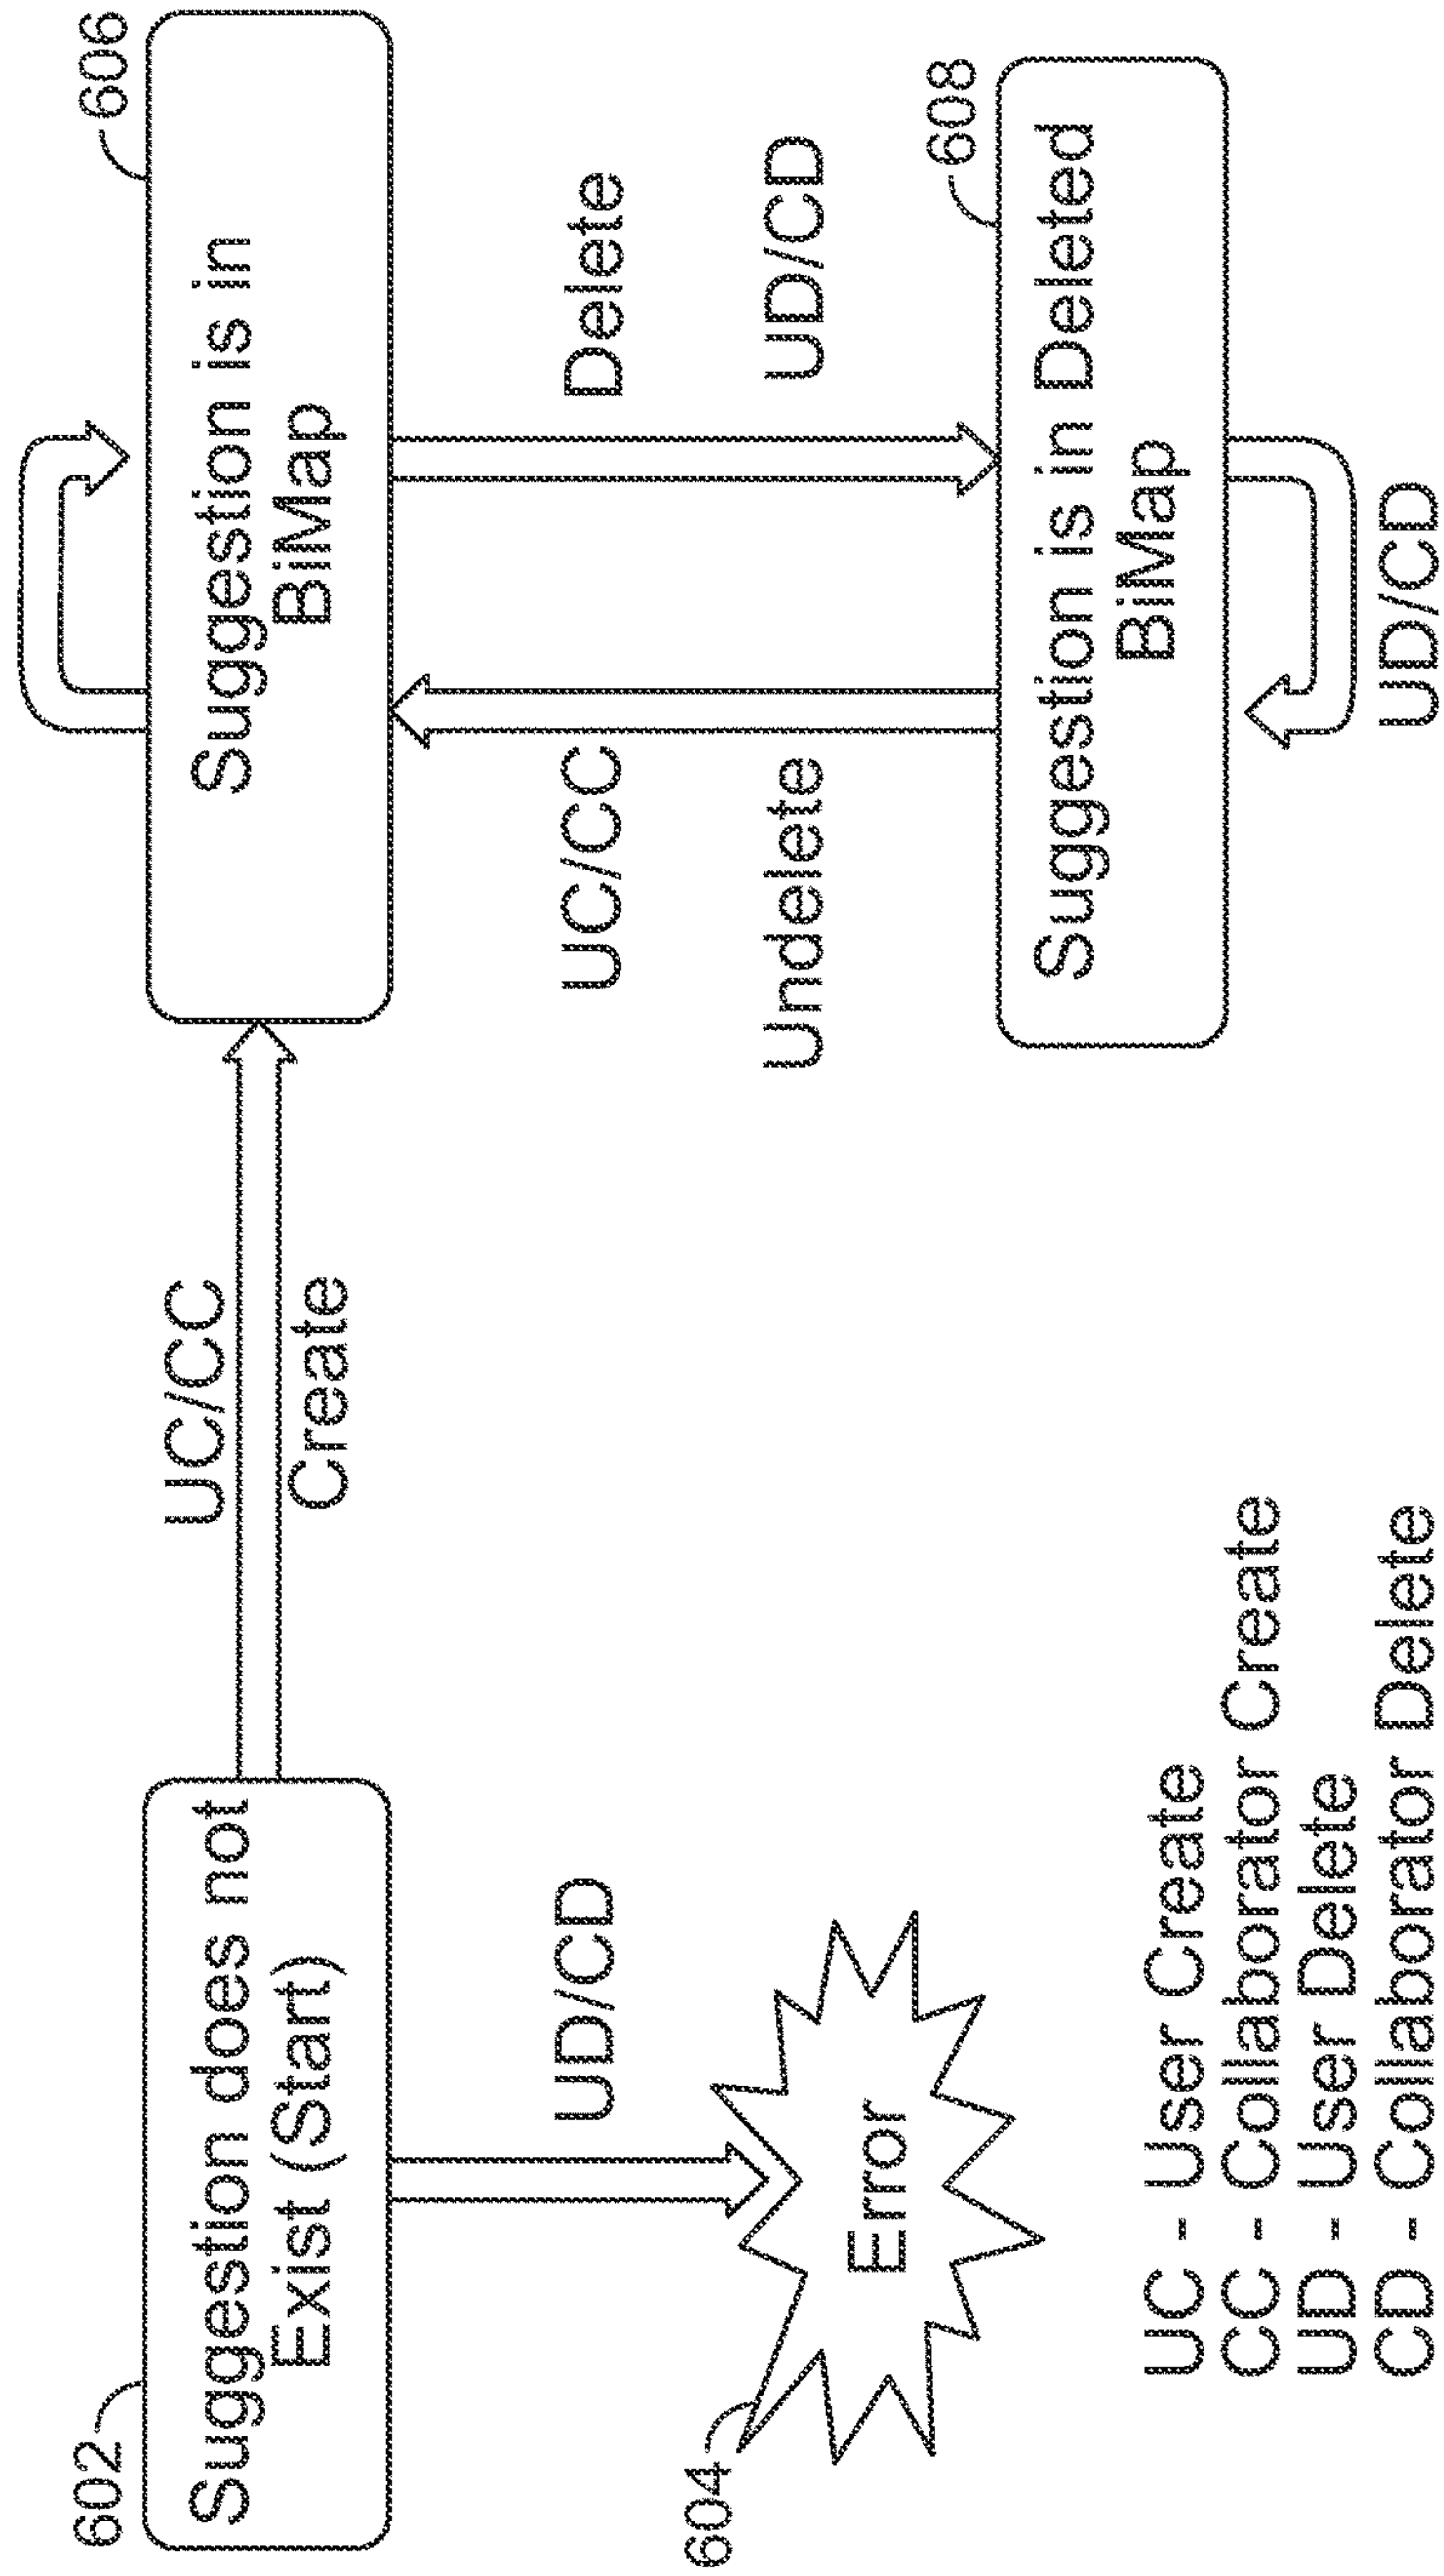 602
Suggestion does not
Exist (Start)
UC/CC
Create
606
Suggestion is in
BiMap
UD/CD
604
Error
UC/CC
Undelete
Delete
UD/CD
608
Suggestion is in Deleted
BiMap
UD/CD
UC - User Create
CC - Collaborator Create
UD - User Delete
CD - Collaborator Delete